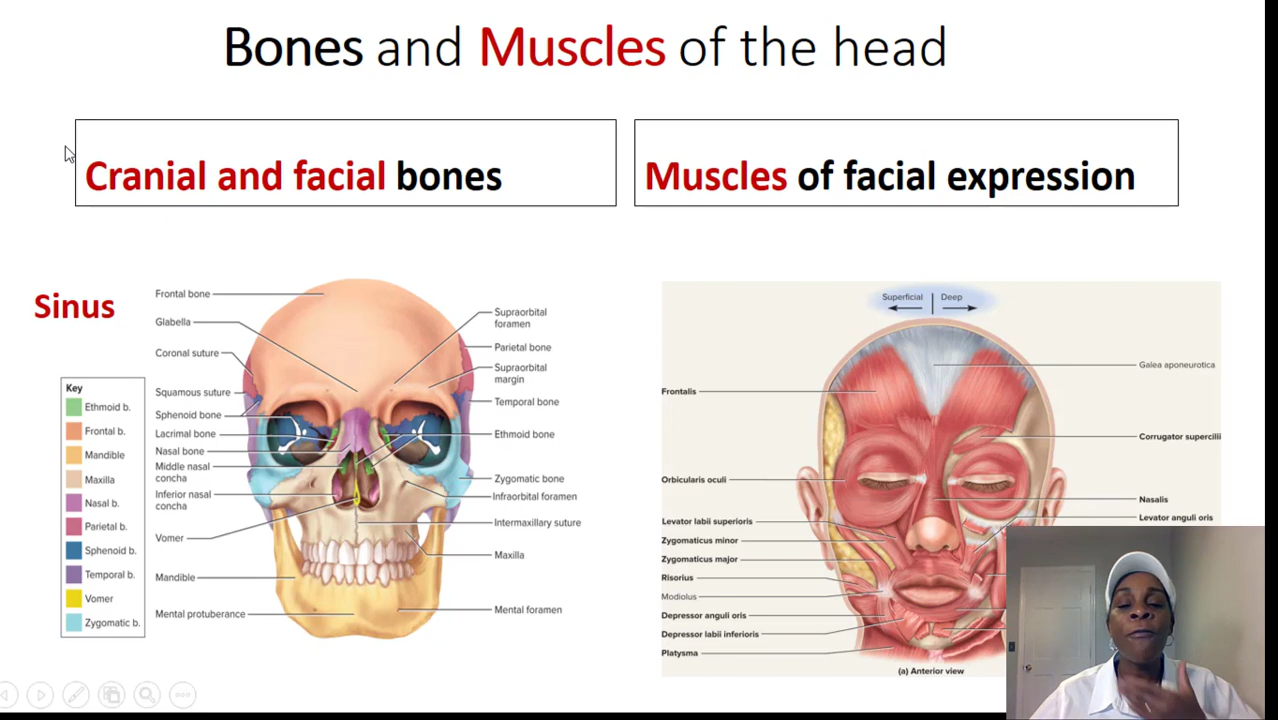 Bones and Muscles of the head
Cranial and facial bones
Muscles of facial expression
Sinus
Frontal bone
Glabella
Coronal suture
Squamous suture
Sphenoid bone
Lacrimal bone
Nasal bone
Middle nasal
concha
Inferior nasal
concha
Vomer
Mandible
Mental protuberance
Supraorbital
foramen
Parietal bone
Supraorbital
margin
Temporal bone
Ethmoid bone
Zygomatic bone
Infraorbital foramen
Intermaxillary suture
Maxilla
Mental foramen
Key
Ethmoid b.
Frontal b.
Mandible
Maxilla
Nasal b.
Parietal b.
Sphenoid b.
Temporal b.
Vomer
Zygomatic b.
Superficial
Deep
Frontalis
Orbicularis oculi
Levator labii superioris
Zygomaticus minor
Zygomaticus major
Risorius
Modiolus
Depressor anguli oris
Depressor labii inferioris
Platysma
Galea aponeurotica
Corrugator supercilii
Nasalis
Levator anguli oris
(a) Anterior view